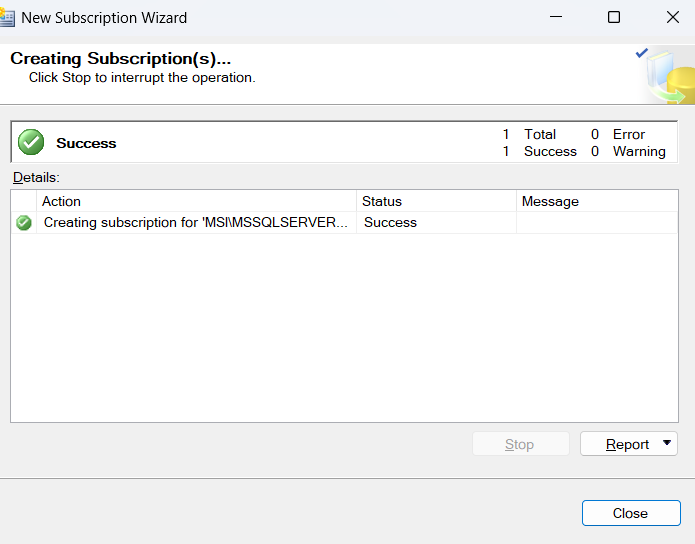 New Subscription Wizard
Creating Subscription(s)...
Click Stop to interrupt the operation.
Success
1 Total 0 Error
1 Success 0 Warning
Details:
Action Status Message
Creating subscription for 'MSI\MSSQLSERVER... Success
Stop Report
Close